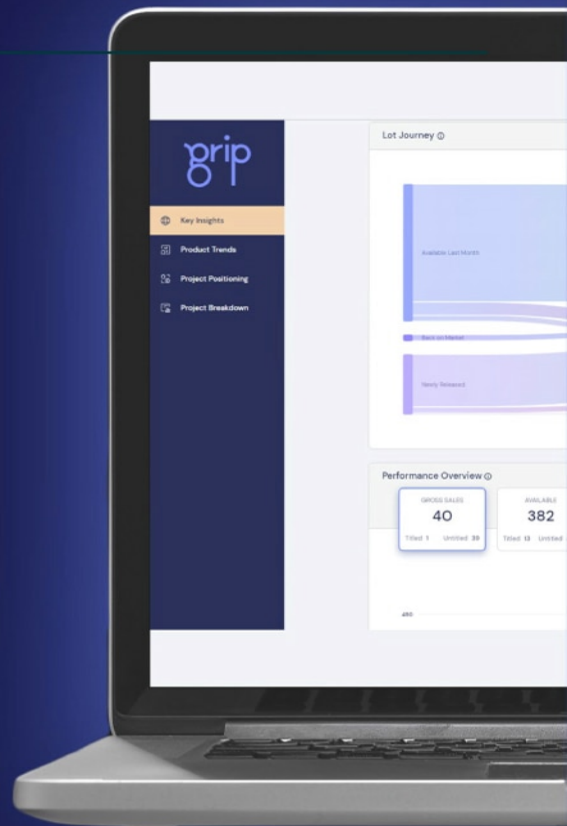 grip
Key Insights
Product Trends
Project Positioning
Project Breakdown
Lot Journey
Available Last Month
Back on Market
Newly Released
Performance Overview
GROSS SALES
40
Titled 1 Untitled 39
AVAILABLE
382
Titled 13 Untitled
450